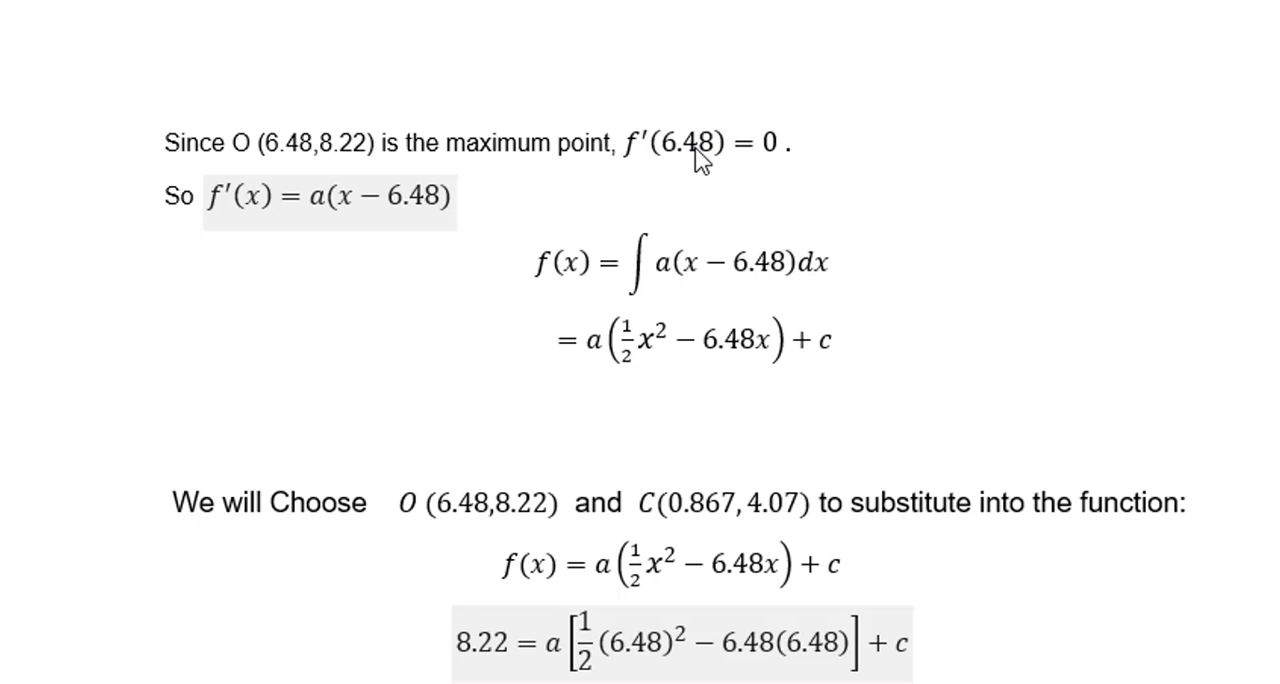 Since O (6.48,8.22) is the maximum point, f′(6.48) = 0 .
So f′(x) = a(x − 6.48)
f(x) = ∫ a(x − 6.48)dx
= a(½x² − 6.48x) + c
We will Choose O (6.48,8.22) and C(0.867, 4.07) to substitute into the function:
f(x) = a(½x² − 6.48x) + c
8.22 = a[½(6.48)² − 6.48(6.48)] + c